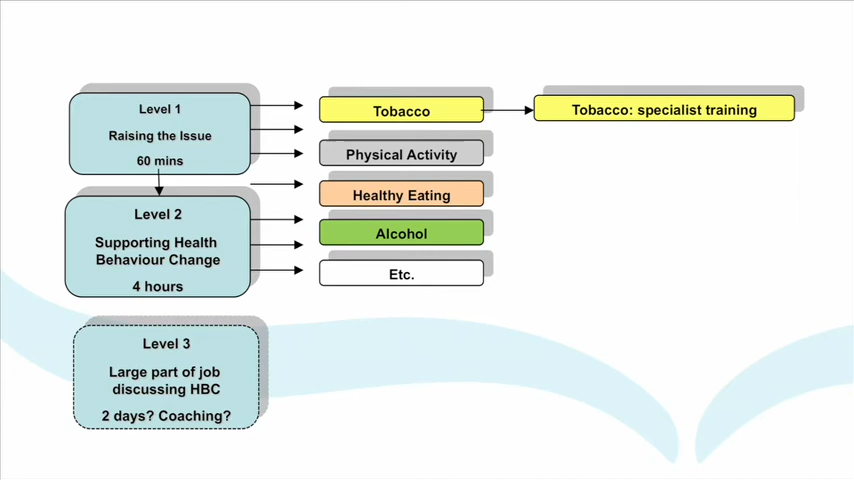 Level 1
Raising the Issue
60 mins
Level 2
Supporting Health
Behaviour Change
4 hours
Level 3
Large part of job
discussing HBC
2 days? Coaching?
Tobacco
Physical Activity
Healthy Eating
Alcohol
Etc.
Tobacco: specialist training